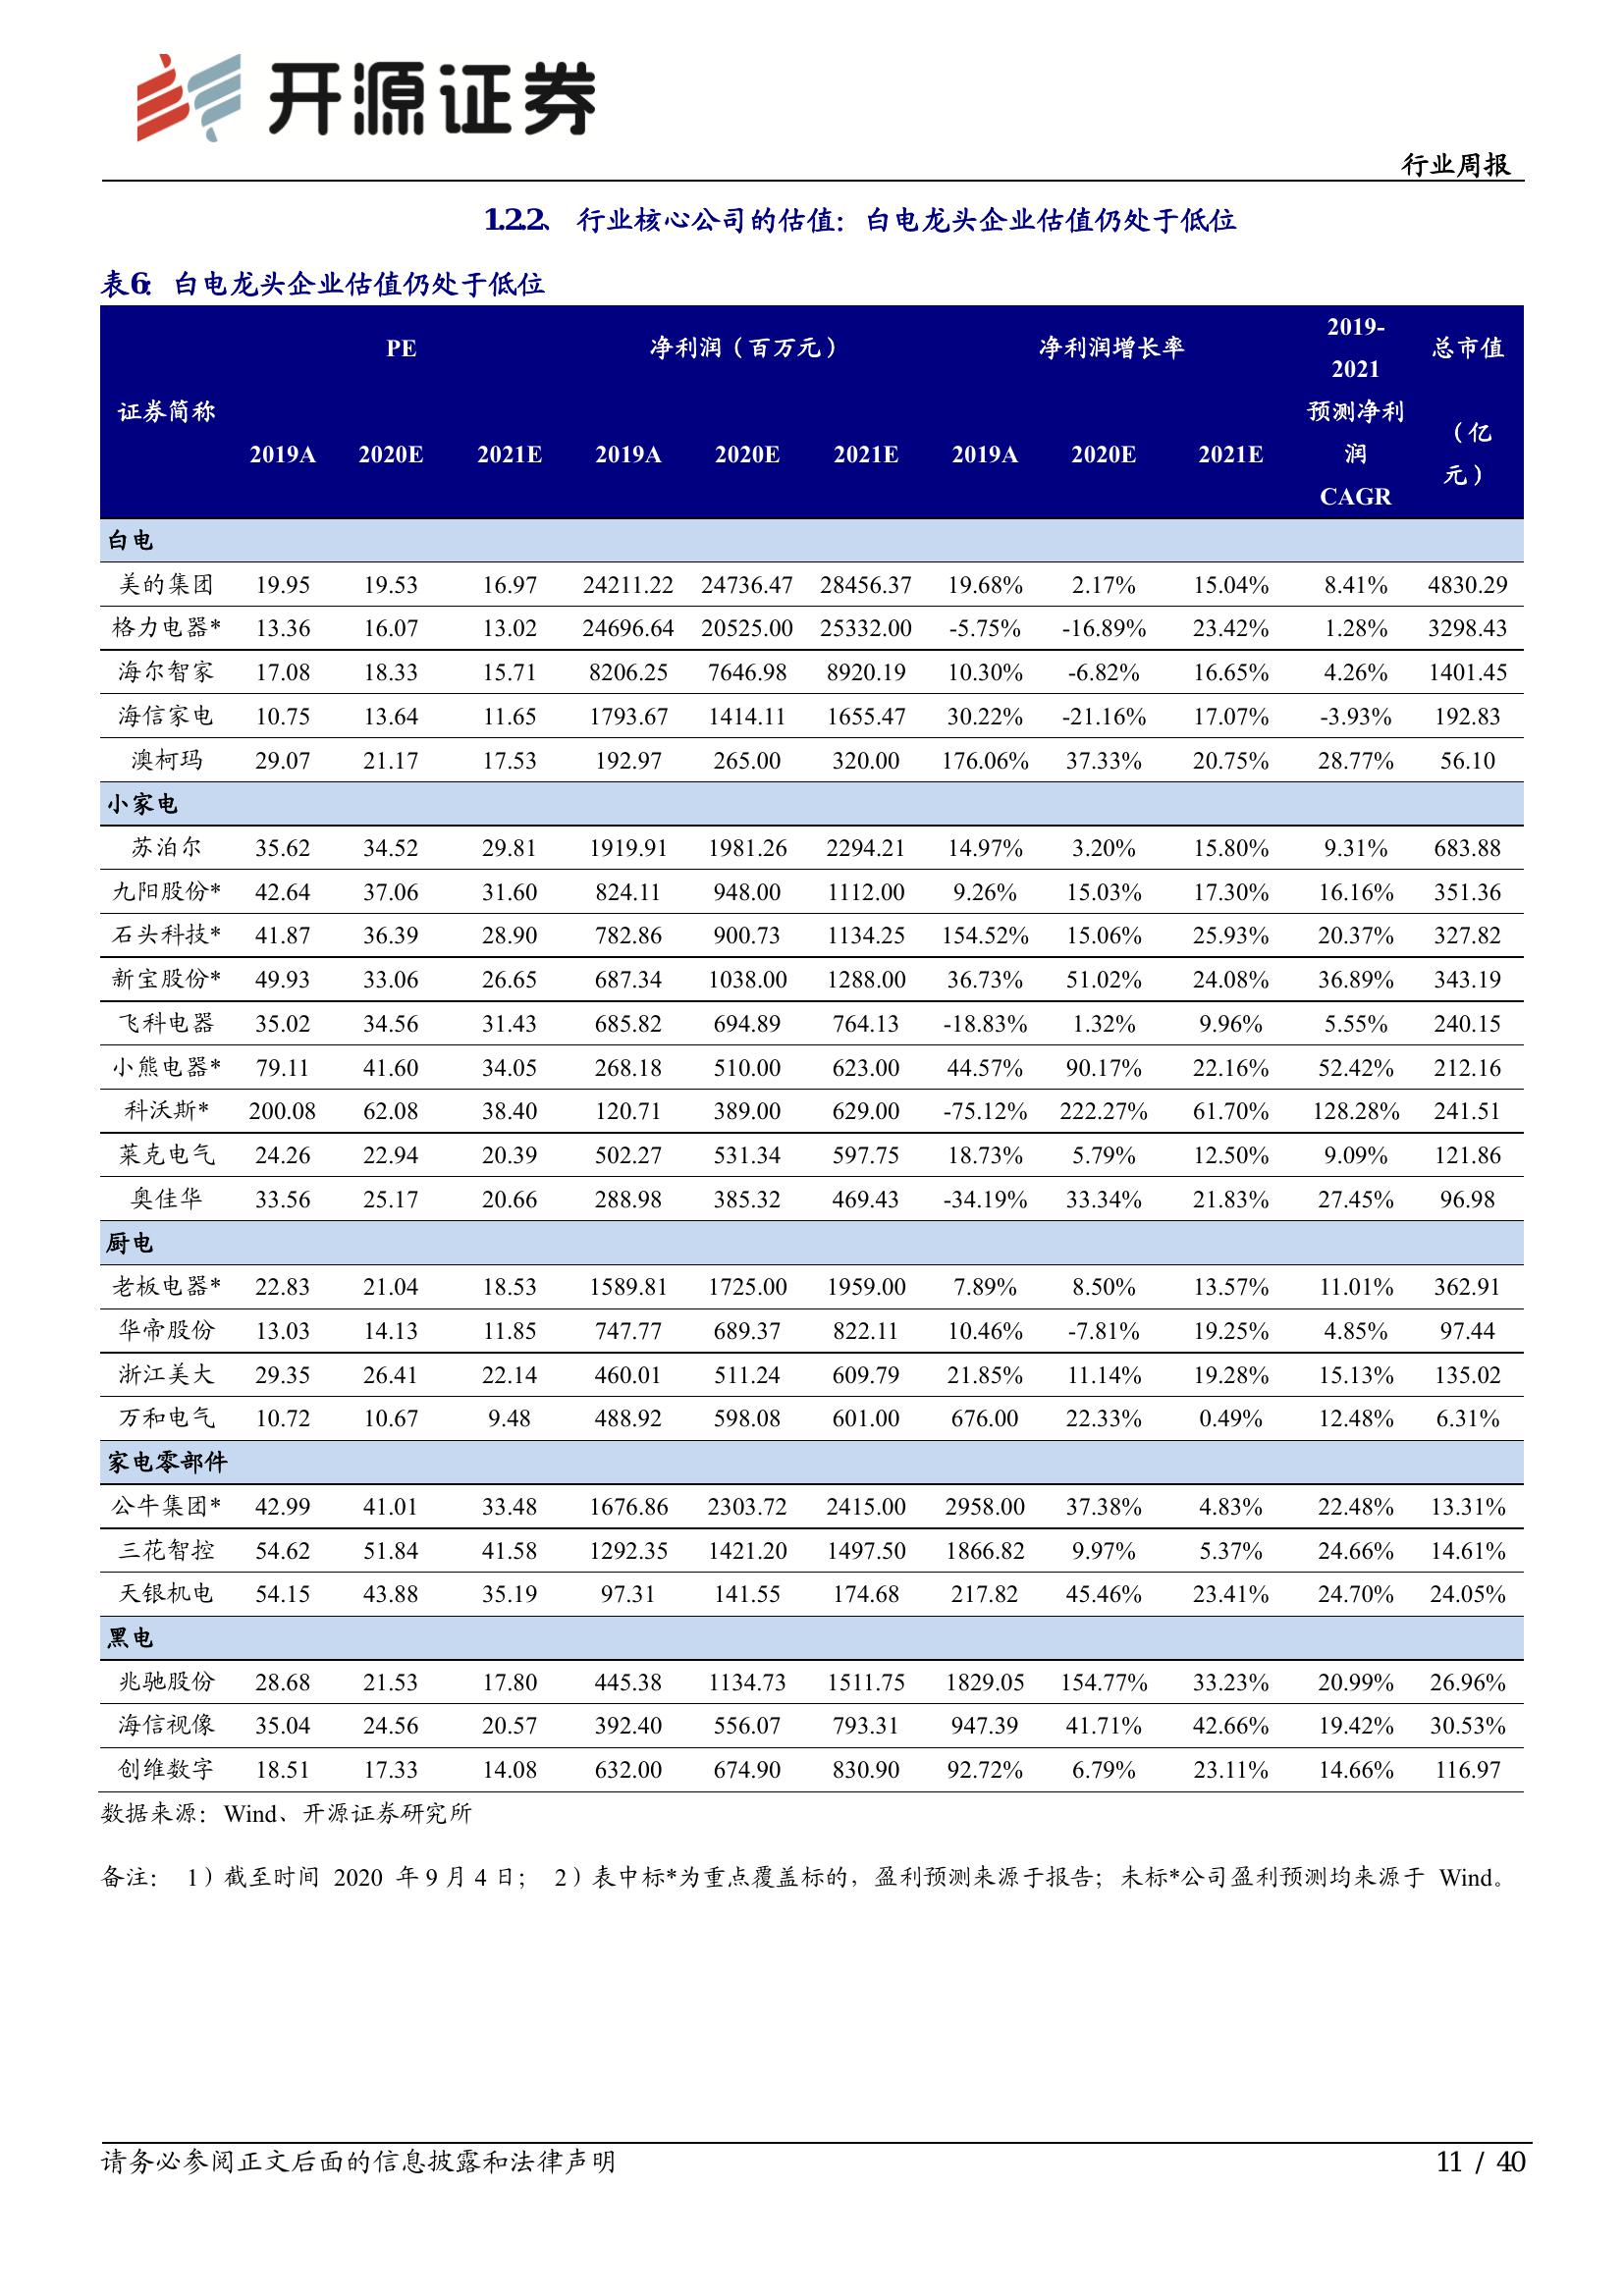 开源证券
行业周报
1.2.2、 行业核心公司的估值：白电龙头企业估值仍处于低位
表6： 白电龙头企业估值仍处于低位
证券简称 PE 净利润（百万元） 净利润增长率 2019-2021预测净利润CAGR 总市值（亿元）
2019A 2020E 2021E 2019A 2020E 2021E 2019A 2020E 2021E
白电
美的集团 19.95 19.53 16.97 24211.22 24736.47 28456.37 19.68% 2.17% 15.04% 8.41% 4830.29
格力电器* 13.36 16.07 13.02 24696.64 20525.00 25332.00 -5.75% -16.89% 23.42% 1.28% 3298.43
海尔智家 17.08 18.33 15.71 8206.25 7646.98 8920.19 10.30% -6.82% 16.65% 4.26% 1401.45
海信家电 10.75 13.64 11.65 1793.67 1414.11 1655.47 30.22% -21.16% 17.07% -3.93% 192.83
澳柯玛 29.07 21.17 17.53 192.97 265.00 320.00 176.06% 37.33% 20.75% 28.77% 56.10
小家电
苏泊尔 35.62 34.52 29.81 1919.91 1981.26 2294.21 14.97% 3.20% 15.80% 9.31% 683.88
九阳股份* 42.64 37.06 31.60 824.11 948.00 1112.00 9.26% 15.03% 17.30% 16.16% 351.36
石头科技* 41.87 36.39 28.90 782.86 900.73 1134.25 154.52% 15.06% 25.93% 20.37% 327.82
新宝股份* 49.93 33.06 26.65 687.34 1038.00 1288.00 36.73% 51.02% 24.08% 36.89% 343.19
飞科电器 35.02 34.56 31.43 685.82 694.89 764.13 -18.83% 1.32% 9.96% 5.55% 240.15
小熊电器* 79.11 41.60 34.05 268.18 510.00 623.00 44.57% 90.17% 22.16% 52.42% 212.16
科沃斯* 200.08 62.08 38.40 120.71 389.00 629.00 -75.12% 222.27% 61.70% 128.28% 241.51
莱克电气 24.26 22.94 20.39 502.27 531.34 597.75 18.73% 5.79% 12.50% 9.09% 121.86
奥佳华 33.56 25.17 20.66 288.98 385.32 469.43 -34.19% 33.34% 21.83% 27.45% 96.98
厨电
老板电器* 22.83 21.04 18.53 1589.81 1725.00 1959.00 7.89% 8.50% 13.57% 11.01% 362.91
华帝股份 13.03 14.13 11.85 747.77 689.37 822.11 10.46% -7.81% 19.25% 4.85% 97.44
浙江美大 29.35 26.41 22.14 460.01 511.24 609.79 21.85% 11.14% 19.28% 15.13% 135.02
万和电气 10.72 10.67 9.48 488.92 598.08 601.00 676.00 22.33% 0.49% 12.48% 6.31%
家电零部件
公牛集团* 42.99 41.01 33.48 1676.86 2303.72 2415.00 2958.00 37.38% 4.83% 22.48% 13.31%
三花智控 54.62 51.84 41.58 1292.35 1421.20 1497.50 1866.82 9.97% 5.37% 24.66% 14.61%
天银机电 54.15 43.88 35.19 97.31 141.55 174.68 217.82 45.46% 23.41% 24.70% 24.05%
黑电
兆驰股份 28.68 21.53 17.80 445.38 1134.73 1511.75 1829.05 154.77% 33.23% 20.99% 26.96%
海信视像 35.04 24.56 20.57 392.40 556.07 793.31 947.39 41.71% 42.66% 19.42% 30.53%
创维数字 18.51 17.33 14.08 632.00 674.90 830.90 92.72% 6.79% 23.11% 14.66% 116.97
数据来源：Wind、开源证券研究所
备注： 1）截至时间 2020 年 9 月 4 日； 2）表中标*为重点覆盖标的，盈利预测来源于报告；未标*公司盈利预测均来源于 Wind。
请务必参阅正文后面的信息披露和法律声明 11 / 40